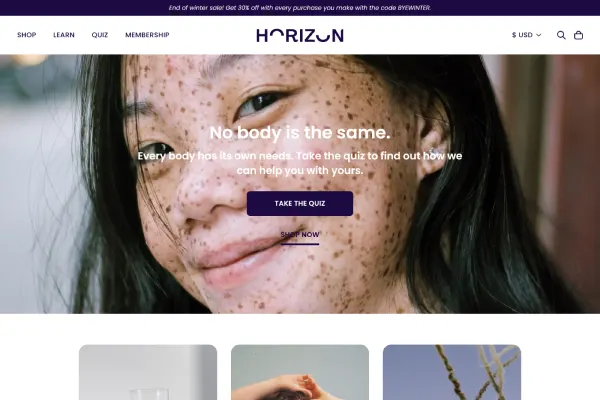 End of winter sale! Get 30% off with every purchase you make with the code BYEWINTER.
SHOP LEARN QUIZ MEMBERSHIP HORIZON $ USD
No body is the same.
Every body has its own needs. Take the quiz to find out how we
can help you with yours.
TAKE THE QUIZ
SHOP NOW